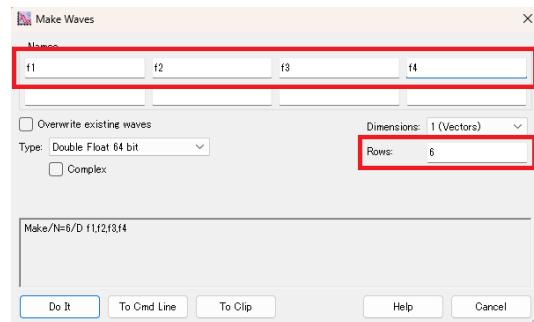 Make Waves
Names
f1 f2 f3 f4
Overwrite existing waves
Dimensions: 1 (Vectors)
Type: Double Float 64 bit
Rows: 6
Complex
Make/N=6/D f1,f2,f3,f4
Do It To Cmd Line To Clip Help Cancel